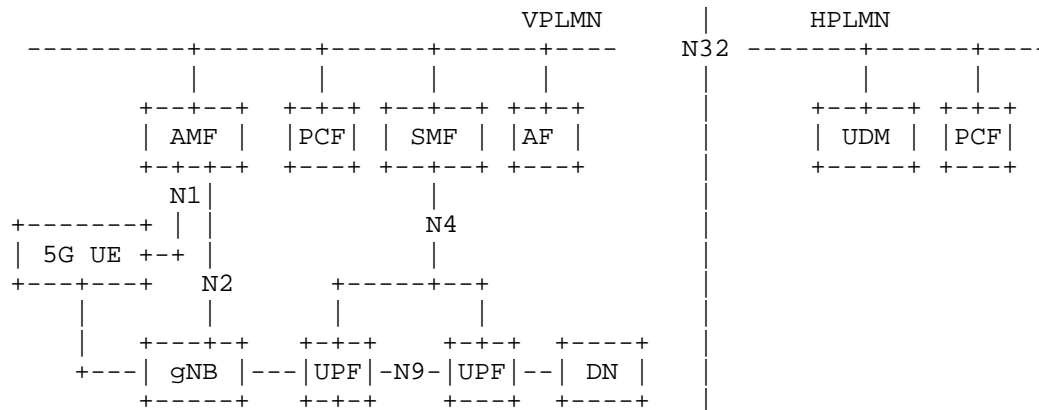 VPLMN HPLMN
N32
AMF PCF SMF AF UDM PCF
N1
N4
5G UE
N2
gNB UPF N9 UPF DN